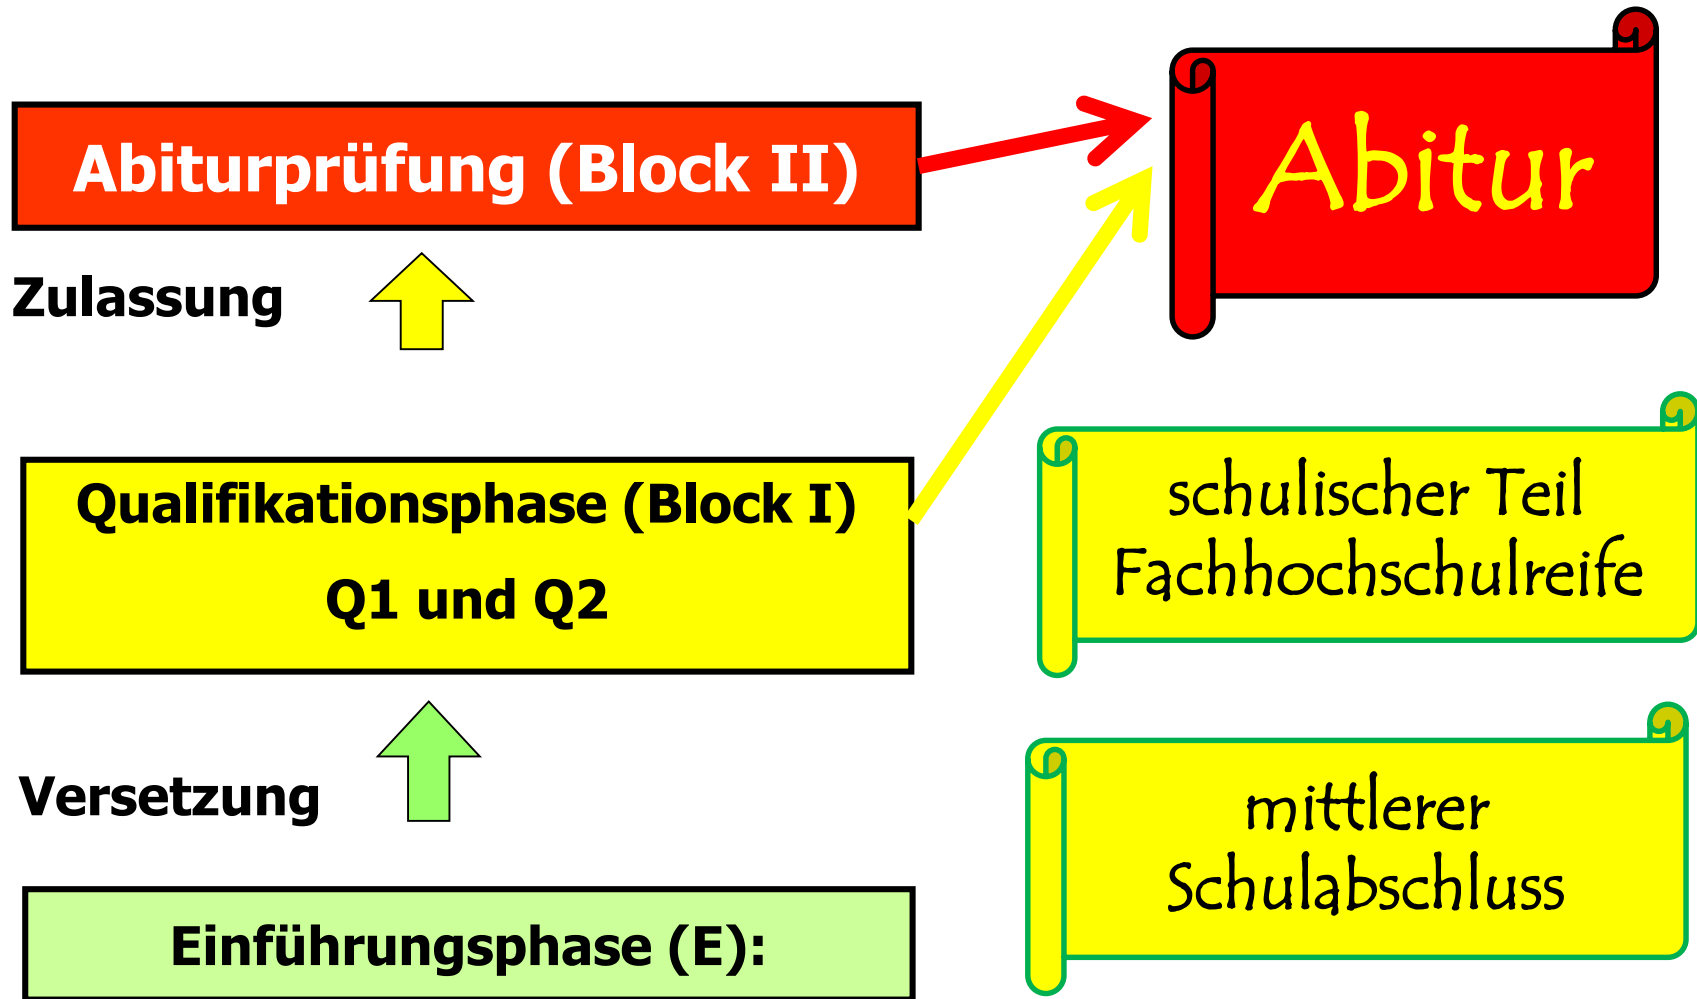 Abiturprüfung (Block II)
Abitur
Zulassung
Qualifikationsphase (Block I)
Q1 und Q2
schulischer Teil
Fachhochschulreife
Versetzung
mittlerer
Schulabschluss
Einführungsphase (E):